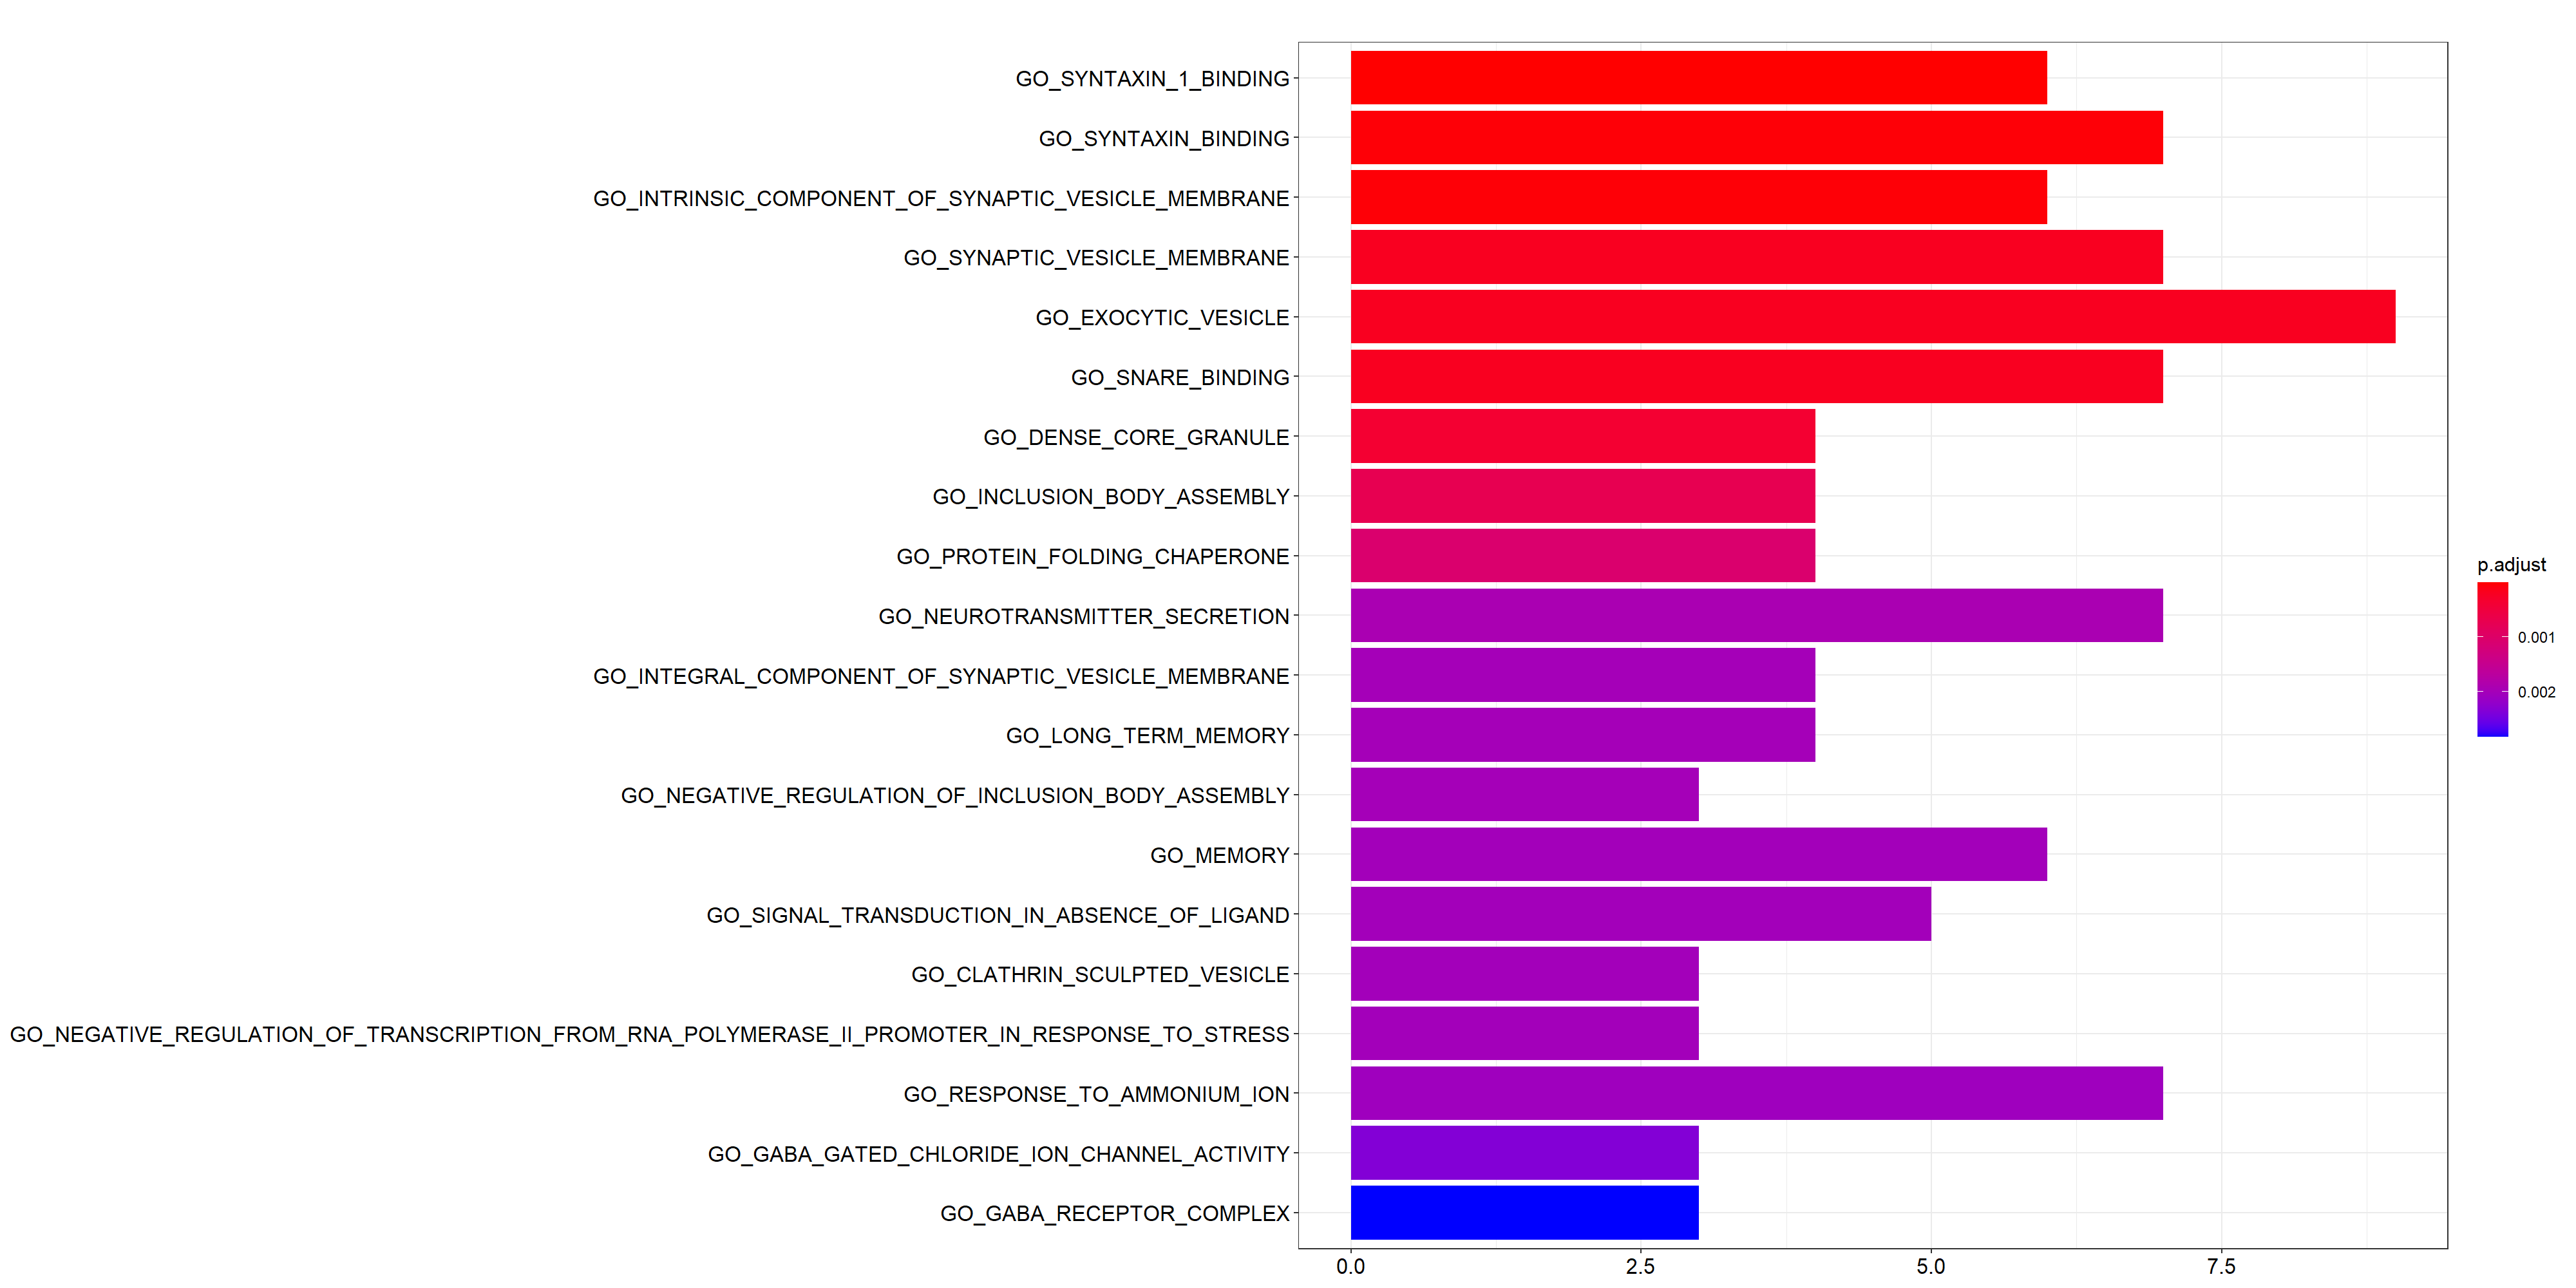 GO_SYNTAXIN_1_BINDING
GO_SYNTAXIN_BINDING
GO_INTRINSIC_COMPONENT_OF_SYNAPTIC_VESICLE_MEMBRANE
GO_SYNAPTIC_VESICLE_MEMBRANE
GO_EXOCYTIC_VESICLE
GO_SNARE_BINDING
GO_DENSE_CORE_GRANULE
GO_INCLUSION_BODY_ASSEMBLY
GO_PROTEIN_FOLDING_CHAPERONE
GO_NEUROTRANSMITTER_SECRETION
GO_INTEGRAL_COMPONENT_OF_SYNAPTIC_VESICLE_MEMBRANE
GO_LONG_TERM_MEMORY
GO_NEGATIVE_REGULATION_OF_INCLUSION_BODY_ASSEMBLY
GO_MEMORY
GO_SIGNAL_TRANSDUCTION_IN_ABSENCE_OF_LIGAND
GO_CLATHRIN_SCULPTED_VESICLE
GO_NEGATIVE_REGULATION_OF_TRANSCRIPTION_FROM_RNA_POLYMERASE_II_PROMOTER_IN_RESPONSE_TO_STRESS
GO_RESPONSE_TO_AMMONIUM_ION
GO_GABA_GATED_CHLORIDE_ION_CHANNEL_ACTIVITY
GO_GABA_RECEPTOR_COMPLEX
0.0 2.5 5.0 7.5
p.adjust
0.001
0.002